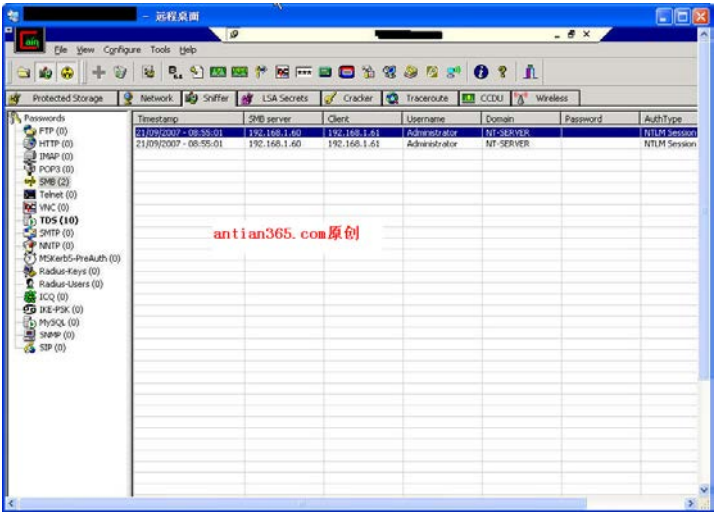 - 远程桌面
Cain
File View Configure Tools Help
Protected Storage Network Sniffer LSA Secrets Cracker Traceroute CCDU Wireless
Passwords
FTP (0)
HTTP (0)
IMAP (0)
POP3 (0)
SMB (2)
Telnet (0)
VNC (0)
TDS (10)
SMTP (0)
NNTP (0)
MSKerb5-PreAuth (0)
Radius-Keys (0)
Radius-Users (0)
ICQ (0)
IKE-PSK (0)
MySQL (0)
SNMP (0)
SIP (0)
Timestamp SMB server Client Username Domain Password AuthType
21/09/2007 - 08:55:01 192.168.1.60 192.168.1.61 Administrator NT-SERVER NTLM Session
21/09/2007 - 08:55:01 192.168.1.60 192.168.1.61 Administrator NT-SERVER NTLM Session
antian365.com原创